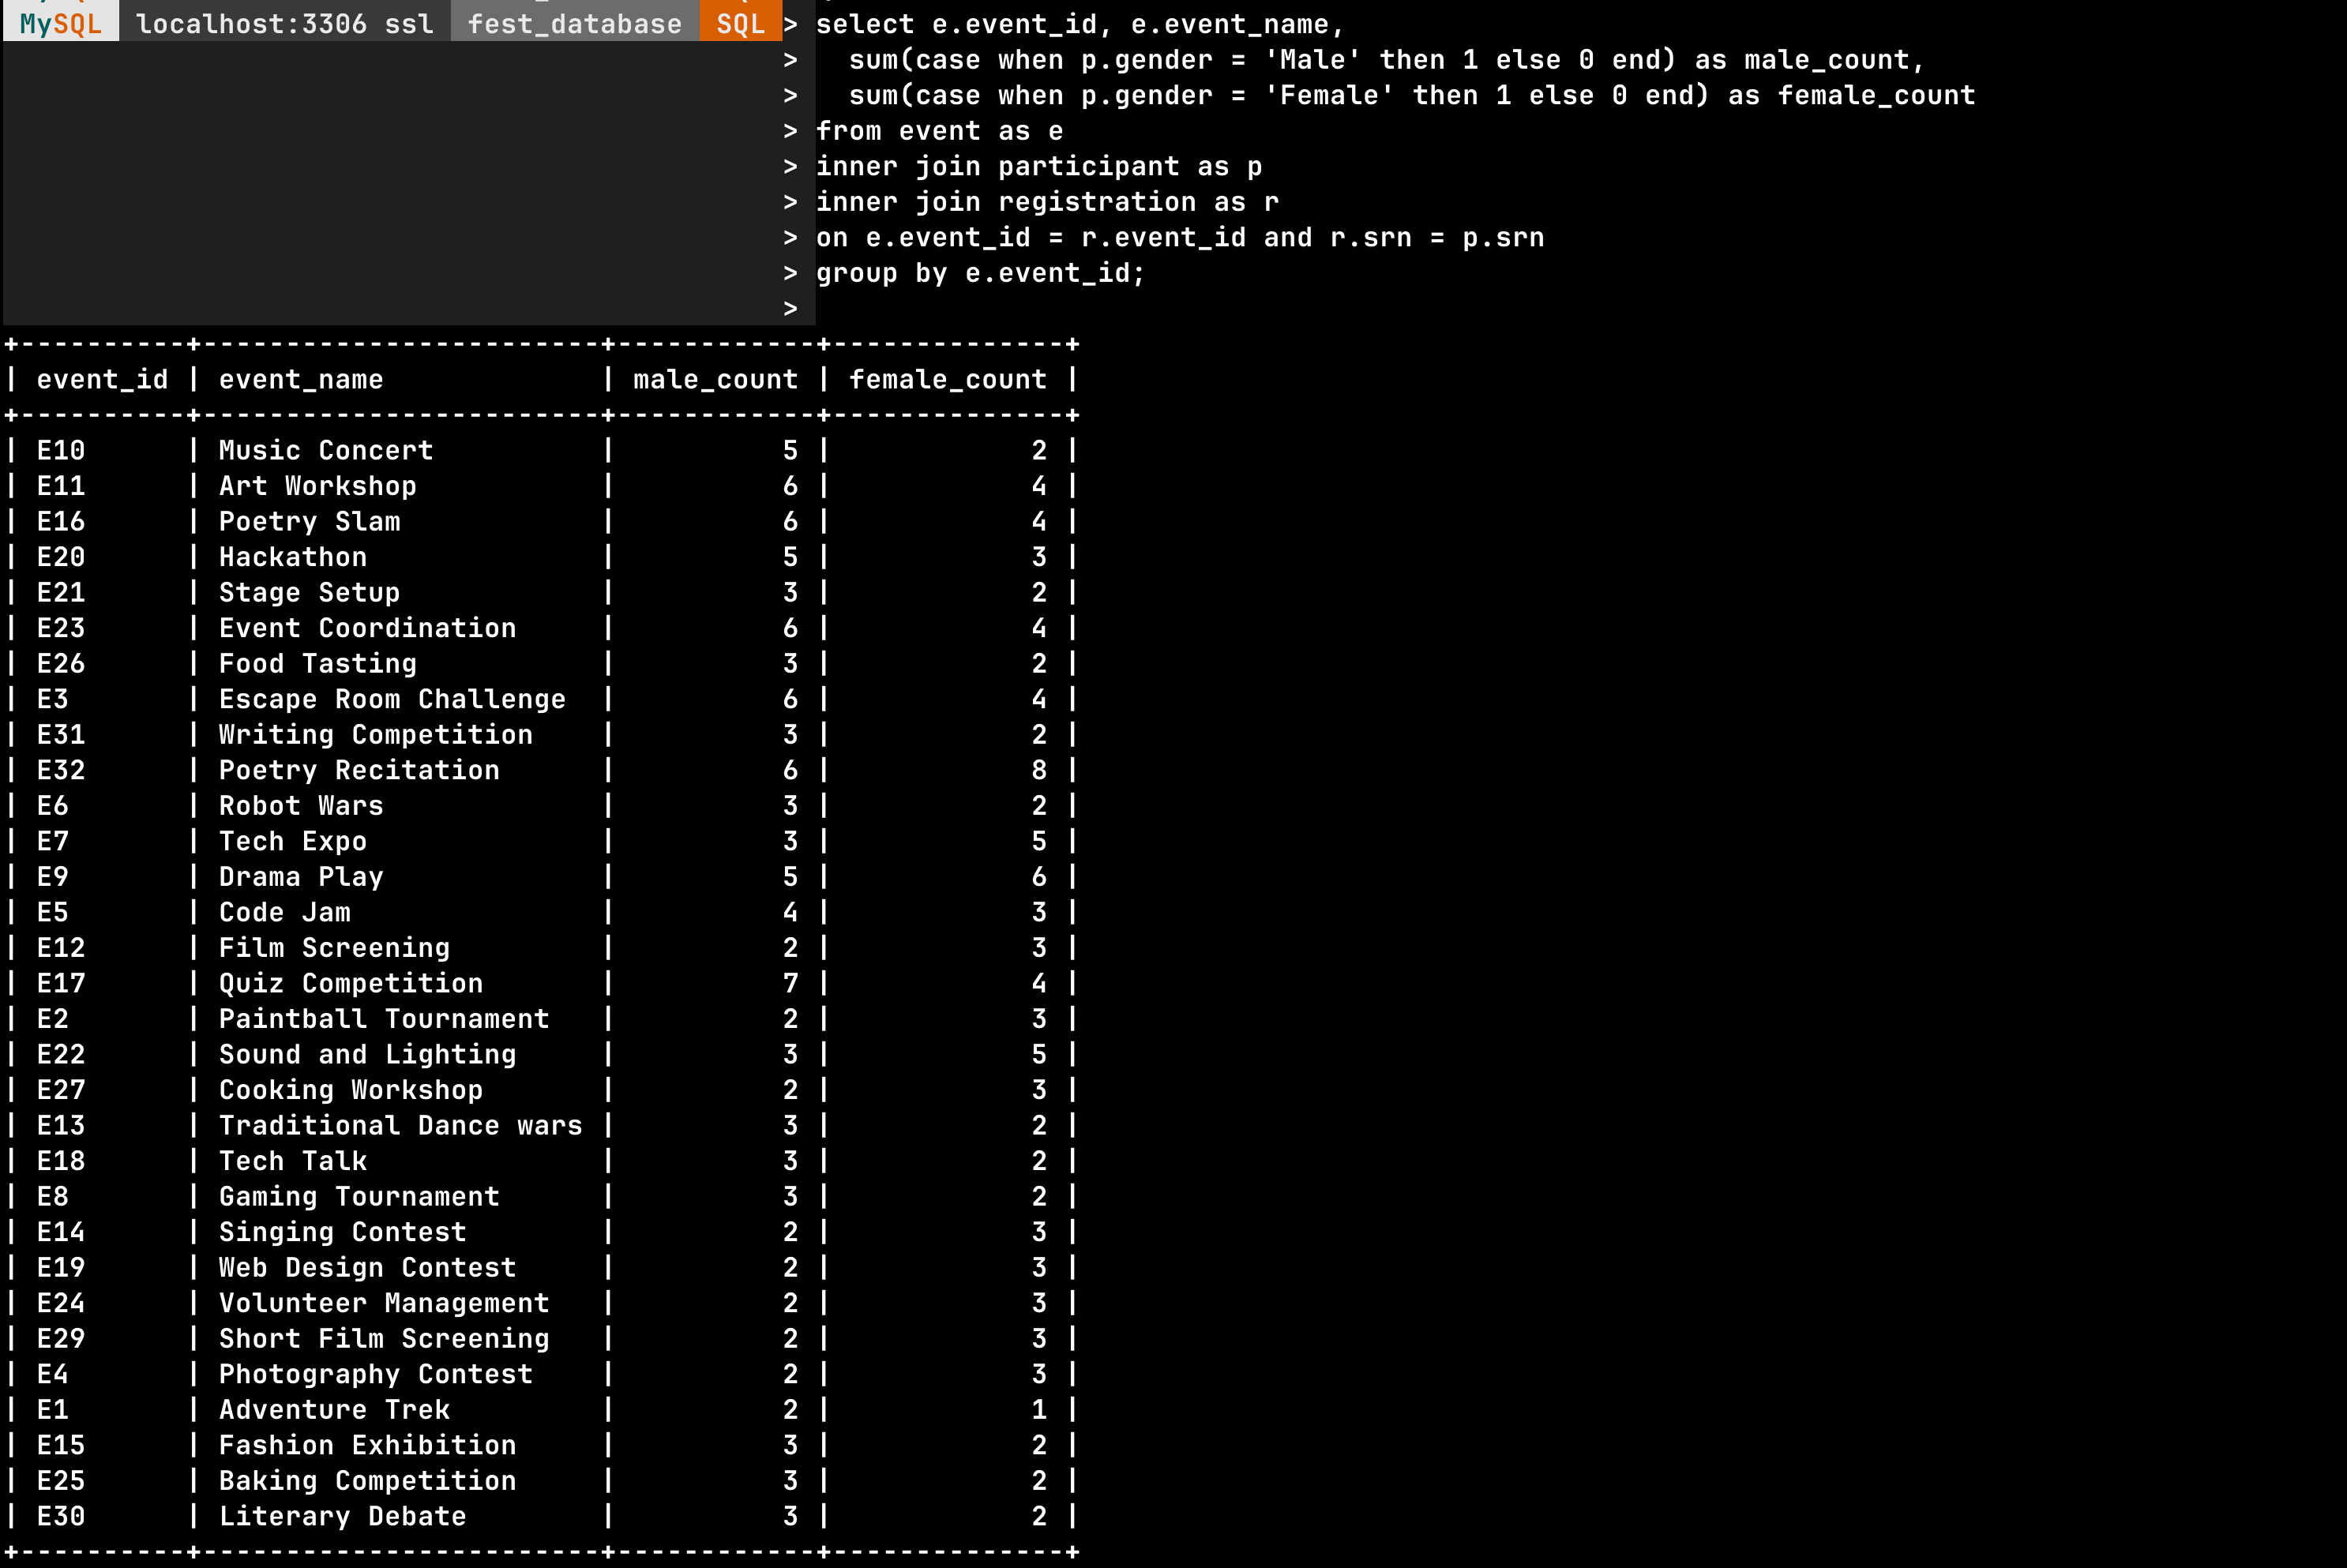 MySQL localhost:3306 ssl fest_database SQL > select e.event_id, e.event_name,
> sum(case when p.gender = 'Male' then 1 else 0 end) as male_count,
> sum(case when p.gender = 'Female' then 1 else 0 end) as female_count
> from event as e
> inner join participant as p
> inner join registration as r
> on e.event_id = r.event_id and r.srn = p.srn
> group by e.event_id;
>
+----------+------------------------+------------+--------------+
| event_id | event_name             | male_count | female_count |
+----------+------------------------+------------+--------------+
| E10      | Music Concert          |          5 |            2 |
| E11      | Art Workshop           |          6 |            4 |
| E16      | Poetry Slam            |          6 |            4 |
| E20      | Hackathon              |          5 |            3 |
| E21      | Stage Setup            |          3 |            2 |
| E23      | Event Coordination     |          6 |            4 |
| E26      | Food Tasting           |          3 |            2 |
| E3       | Escape Room Challenge  |          6 |            4 |
| E31      | Writing Competition    |          3 |            2 |
| E32      | Poetry Recitation      |          6 |            8 |
| E6       | Robot Wars             |          3 |            2 |
| E7       | Tech Expo              |          3 |            5 |
| E9       | Drama Play             |          5 |            6 |
| E5       | Code Jam               |          4 |            3 |
| E12      | Film Screening         |          2 |            3 |
| E17      | Quiz Competition       |          7 |            4 |
| E2       | Paintball Tournament   |          2 |            3 |
| E22      | Sound and Lighting     |          3 |            5 |
| E27      | Cooking Workshop       |          2 |            3 |
| E13      | Traditional Dance wars |          3 |            2 |
| E18      | Tech Talk              |          3 |            2 |
| E8       | Gaming Tournament      |          3 |            2 |
| E14      | Singing Contest        |          2 |            3 |
| E19      | Web Design Contest     |          2 |            3 |
| E24      | Volunteer Management   |          2 |            3 |
| E29      | Short Film Screening   |          2 |            3 |
| E4       | Photography Contest    |          2 |            3 |
| E1       | Adventure Trek         |          2 |            1 |
| E15      | Fashion Exhibition     |          3 |            2 |
| E25      | Baking Competition     |          3 |            2 |
| E30      | Literary Debate        |          3 |            2 |
+----------+------------------------+------------+--------------+